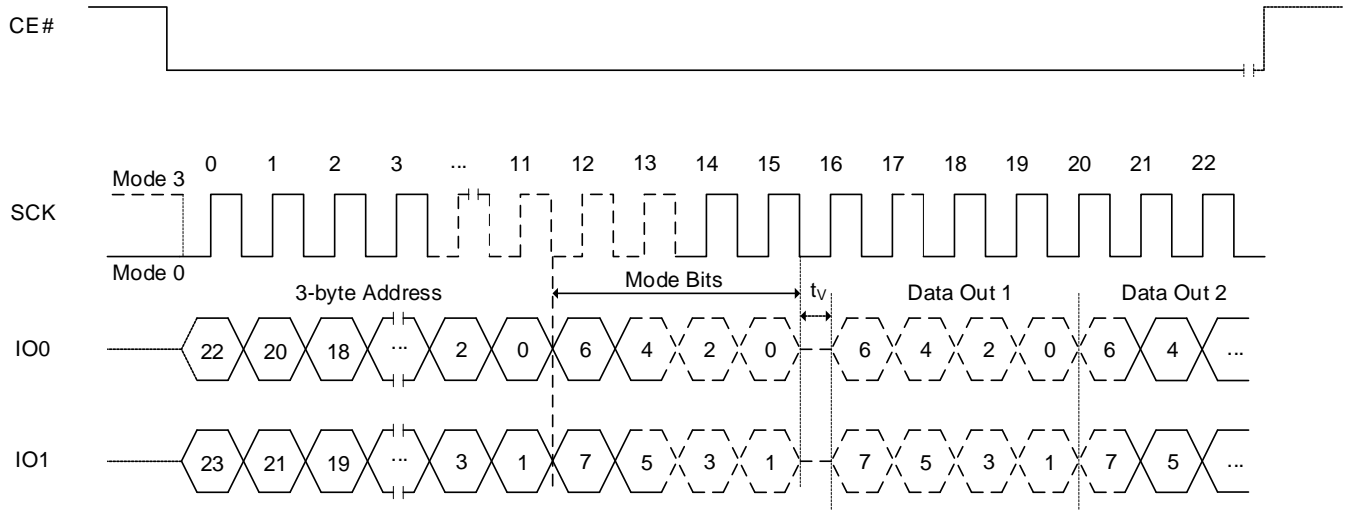 CE#
0 1 2 3 ... 11 12 13 14 15 16 17 18 19 20 21 22
Mode 3
SCK
Mode 0
3-byte Address Mode Bits tV Data Out 1 Data Out 2
IO0 22 20 18 ... 2 0 6 4 2 0 6 4 2 0 6 4 ...
IO1 23 21 19 ... 3 1 7 5 3 1 7 5 3 1 7 5 ...